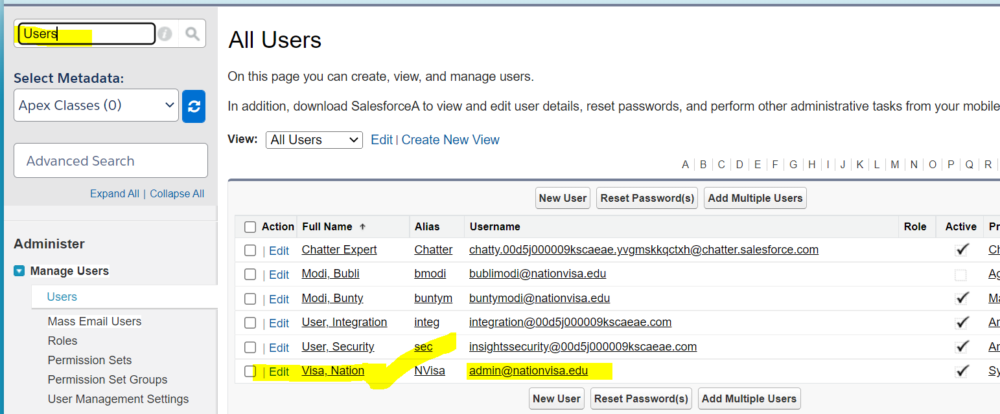 Users
Select Metadata:
Apex Classes (0)
Advanced Search
Expand All | Collapse All
Administer
Manage Users
Users
Mass Email Users
Roles
Permission Sets
Permission Set Groups
User Management Settings
All Users
On this page you can create, view, and manage users.
In addition, download SalesforceA to view and edit user details, reset passwords, and perform other administrative tasks from your mobile
View: All Users Edit | Create New View
A B C D E F G H I J K L M N O P Q R
New User Reset Password(s) Add Multiple Users
Action Full Name Alias Username Role Active Pr
| Edit Chatter Expert Chatter chatty.00d5j000009kscaeae.yvgmskkqctxh@chatter.salesforce.com Ch
| Edit Modi, Bubli bmodi bublimodi@nationvisa.edu Ag
| Edit Modi, Bunty buntym buntymodi@nationvisa.edu Ma
| Edit User, Integration integ integration@00d5j000009kscaeae.com An
| Edit User, Security sec insightssecurity@00d5j000009kscaeae.com An
| Edit Visa, Nation NVisa admin@nationvisa.edu Sy
New User Reset Password(s) Add Multiple Users